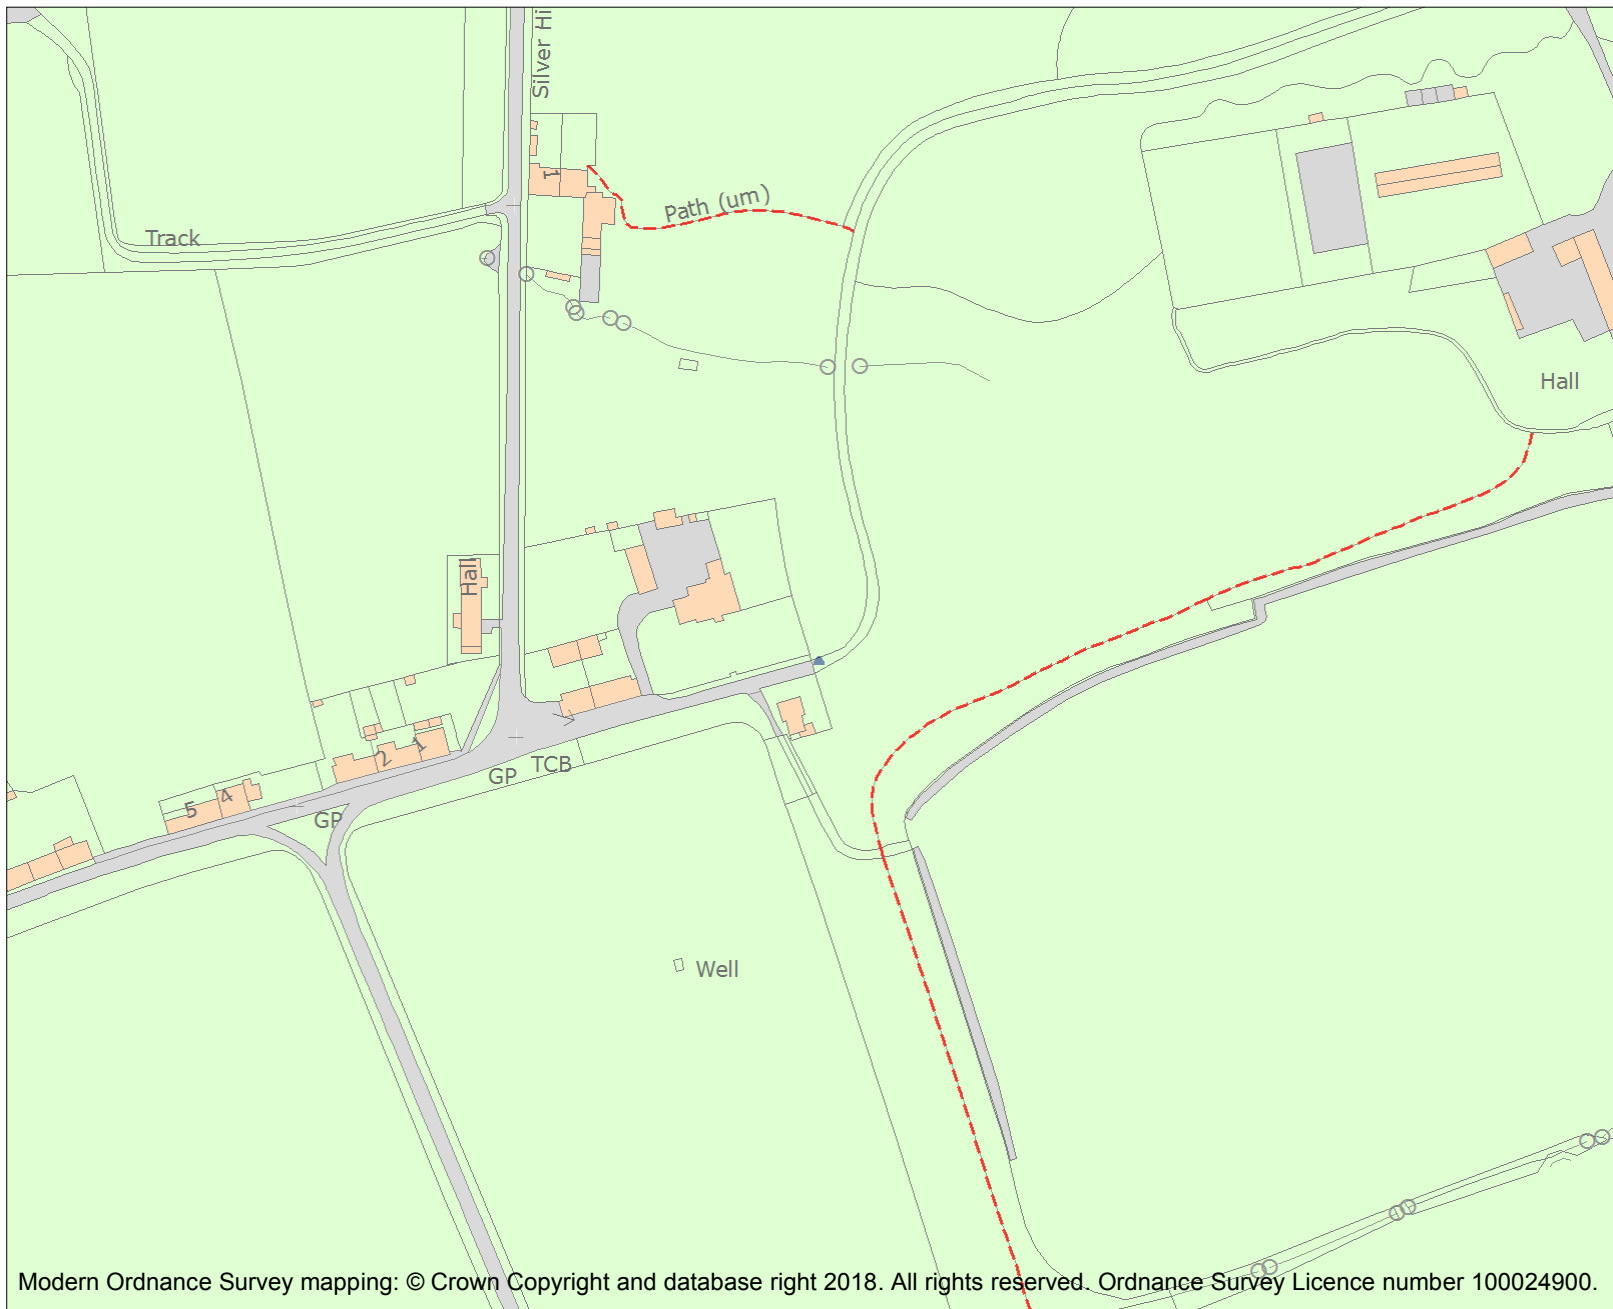 Silver Hi
1
Path (um)
Track
Hall
Hall
2
1
TCB
GP
5
4
GP
Well
Modern Ordnance Survey mapping: © Crown Copyright and database right 2018. All rights reserved. Ordnance Survey Licence number 100024900.